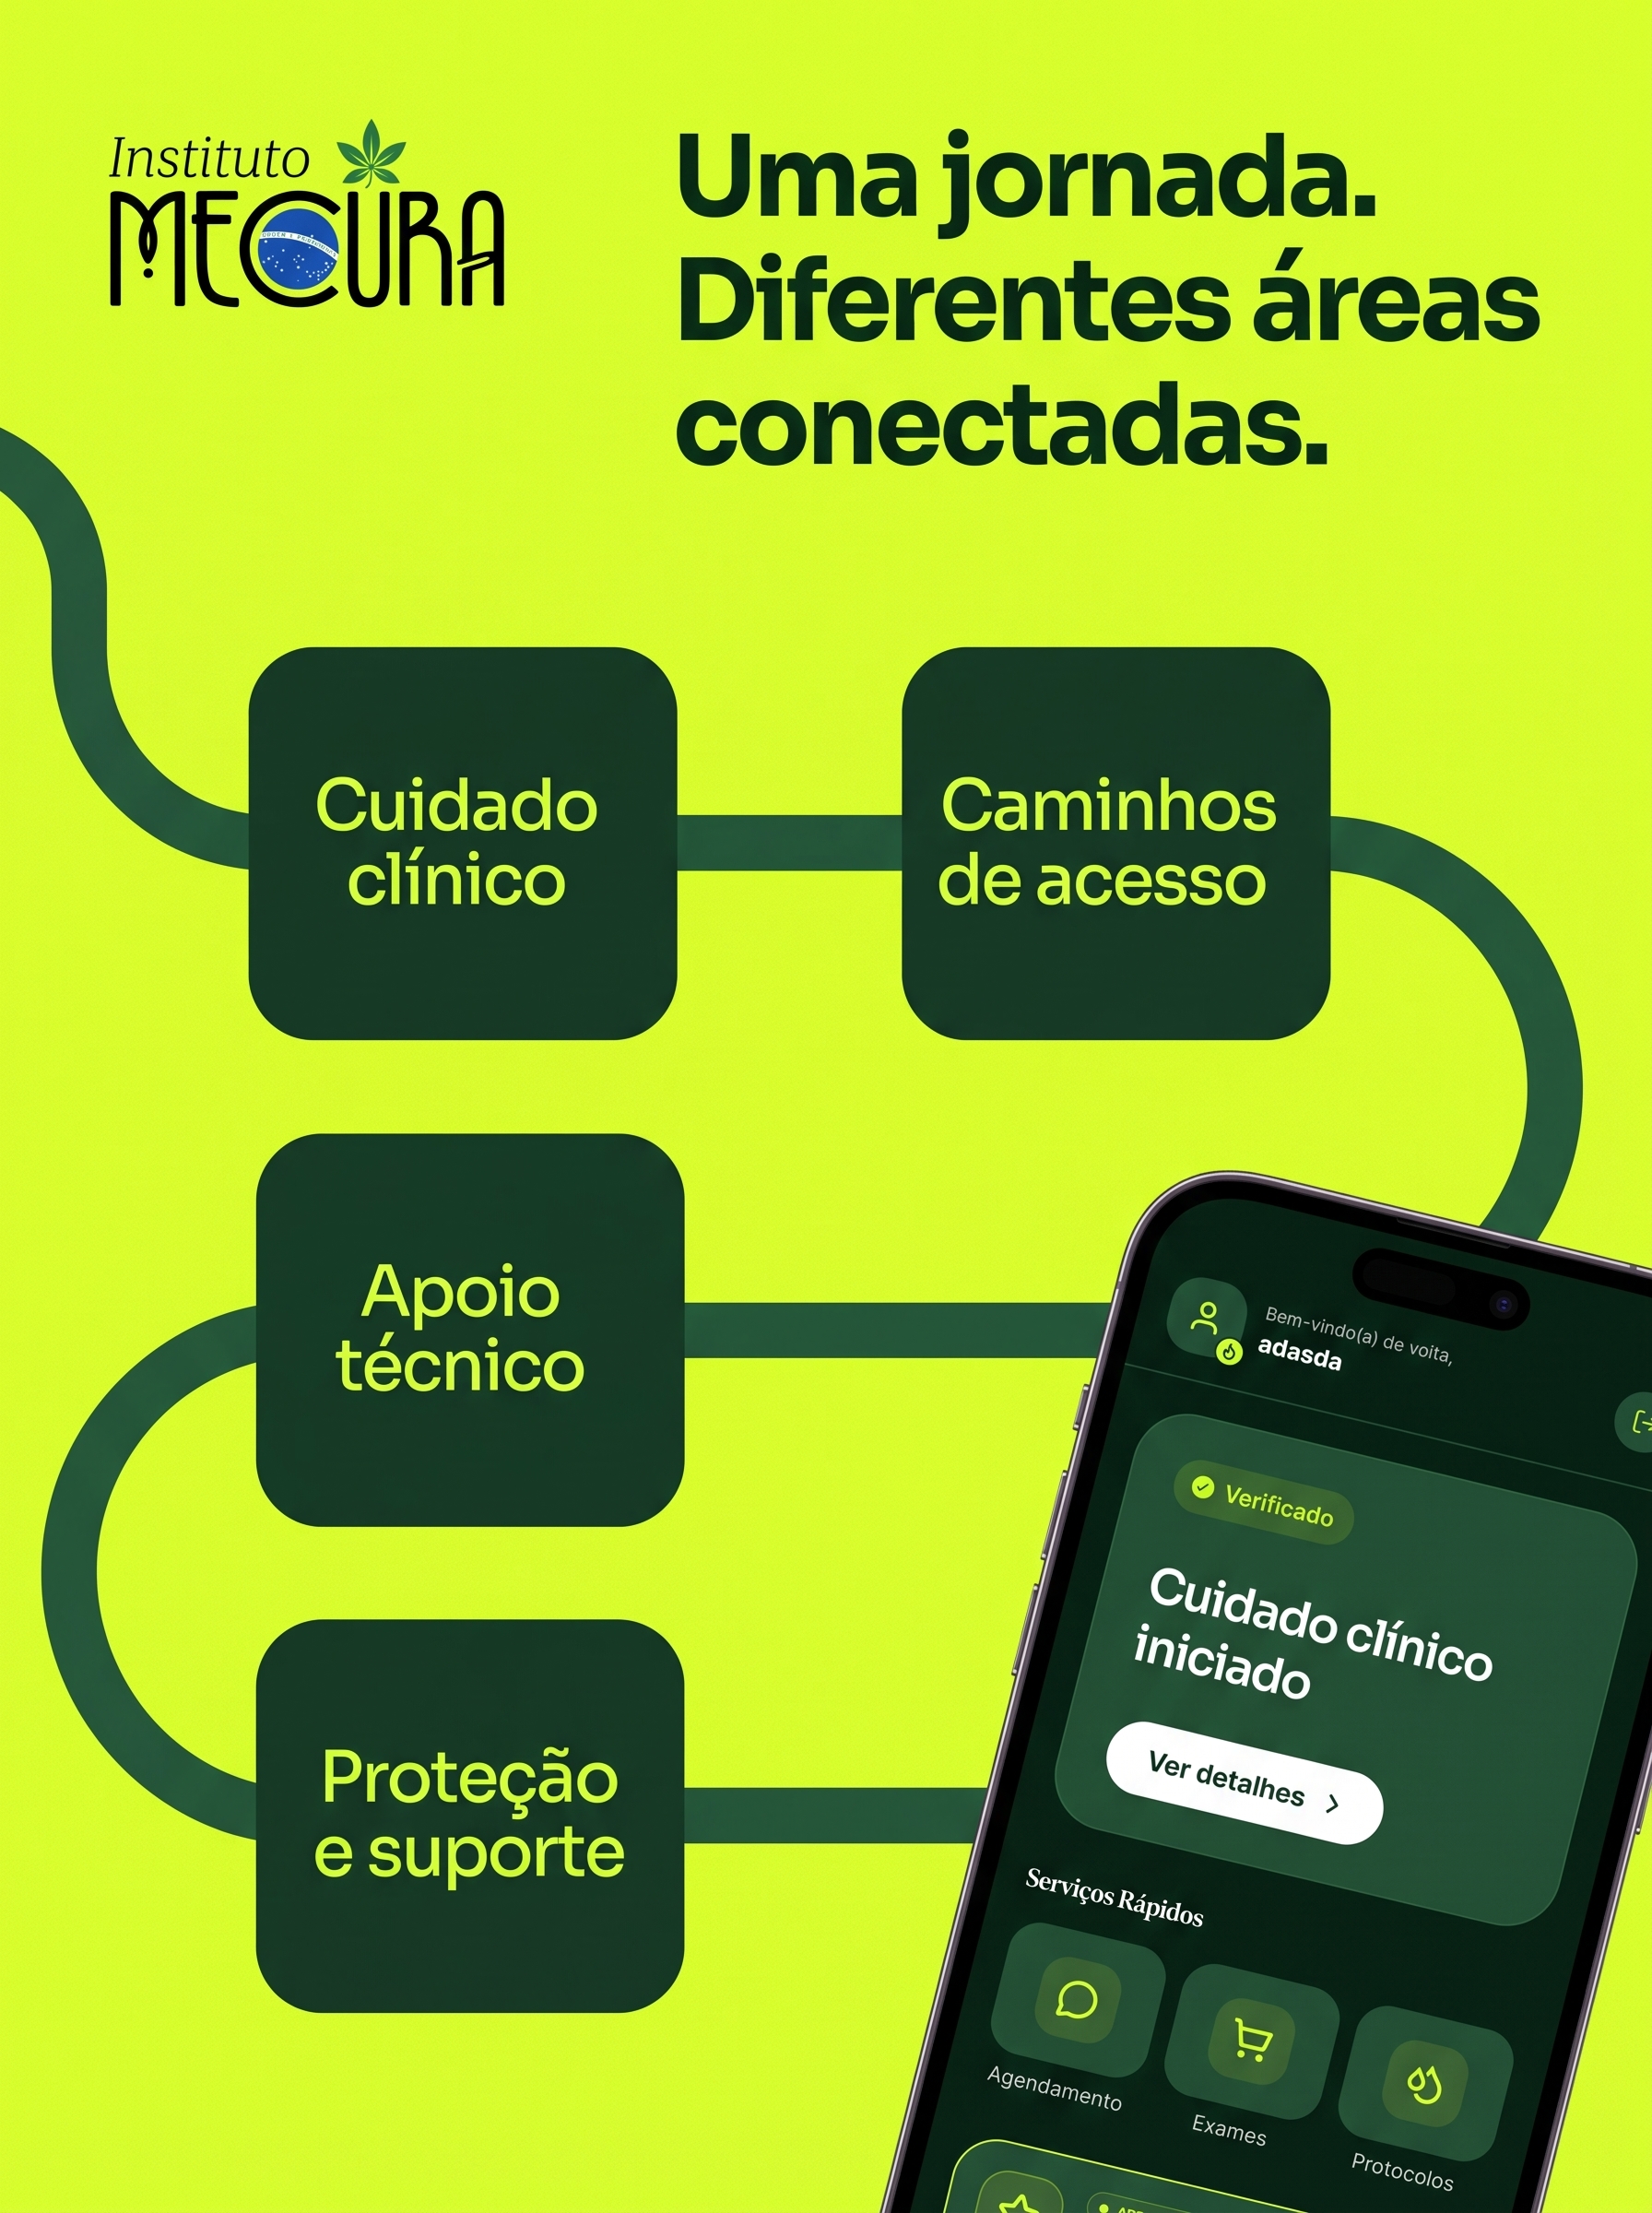 Instituto
MECURA
Uma jornada.
Diferentes áreas
conectadas.
Cuidado
clínico
Caminhos
de acesso
Apoio
técnico
Proteção
e suporte
Bem-vindo(a) de voita,
adasda
Verificado
Cuidado clínico
iniciado
Ver detalhes
Serviços Rápidos
Agendamento
Exames
Protocolos